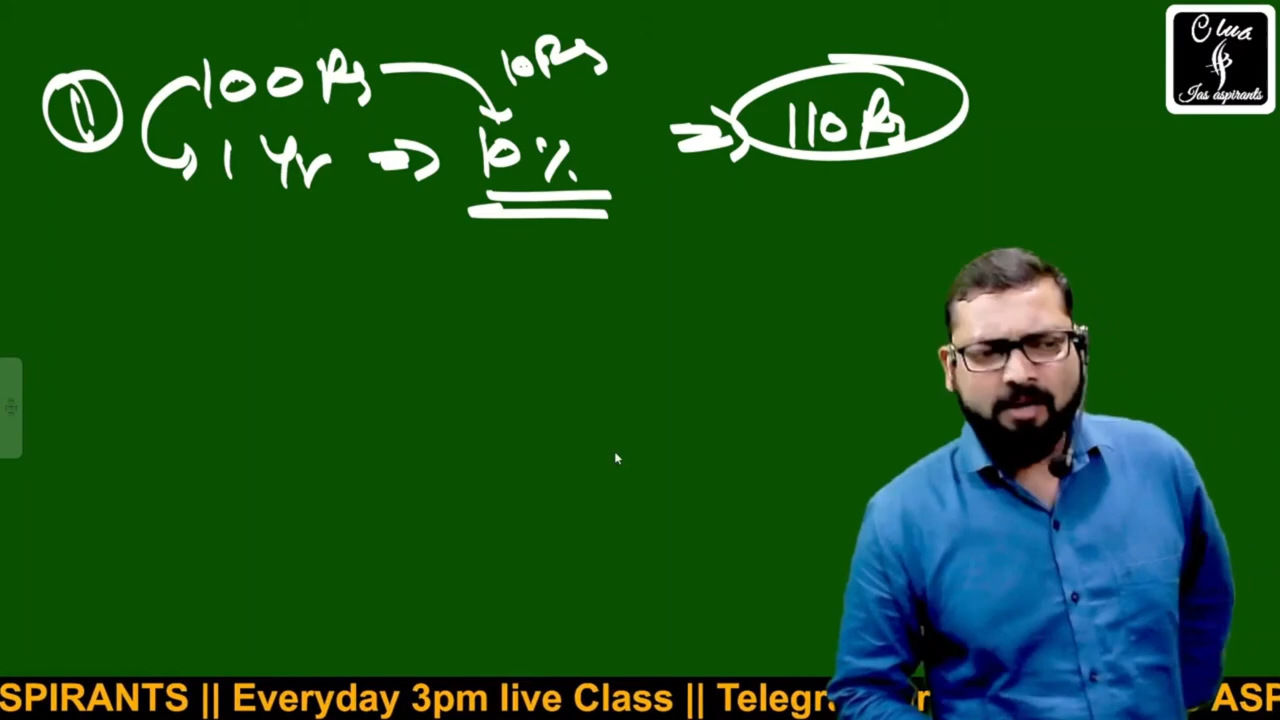 ① 100 Rs 10 Rs
1 Yr ⇒ 10% ⇒ 110 Rs
Clua
Ias aspirants
SPIRANTS || Everyday 3pm live Class || Telegr r ASP